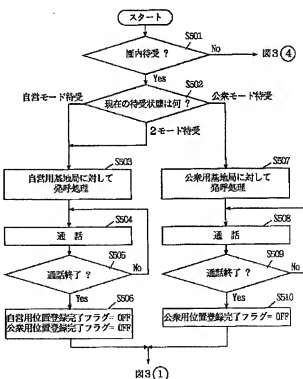 スタート
S501
圏内待受?
No
図3④
Yes
S502
自営モード待受
現在の待受状態は何?
公衆モード待受
2モード待受
S503
自営用基地局に対して
発呼処理
S507
公衆用基地局に対して
発呼処理
S504
通 話
S508
通 話
S505
通話終了?
No
S509
通話終了?
No
Yes
S506
自営用位置登録完了フラグ=OFF
公衆用位置登録完了フラグ=OFF
Yes
S510
公衆用位置登録完了フラグ=OFF
図3①